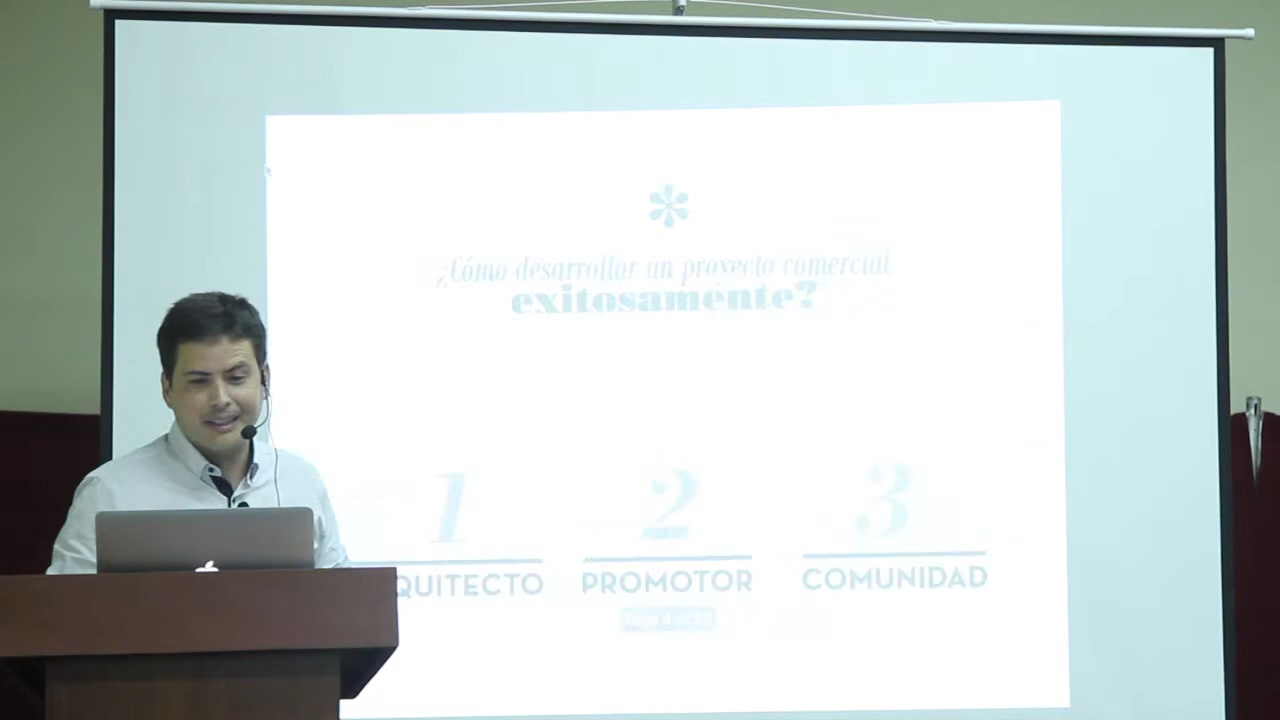 ¿Cómo desarrollar un proyecto comercial
exitosamente?
1 2 3
QUITECTO PROMOTOR COMUNIDAD